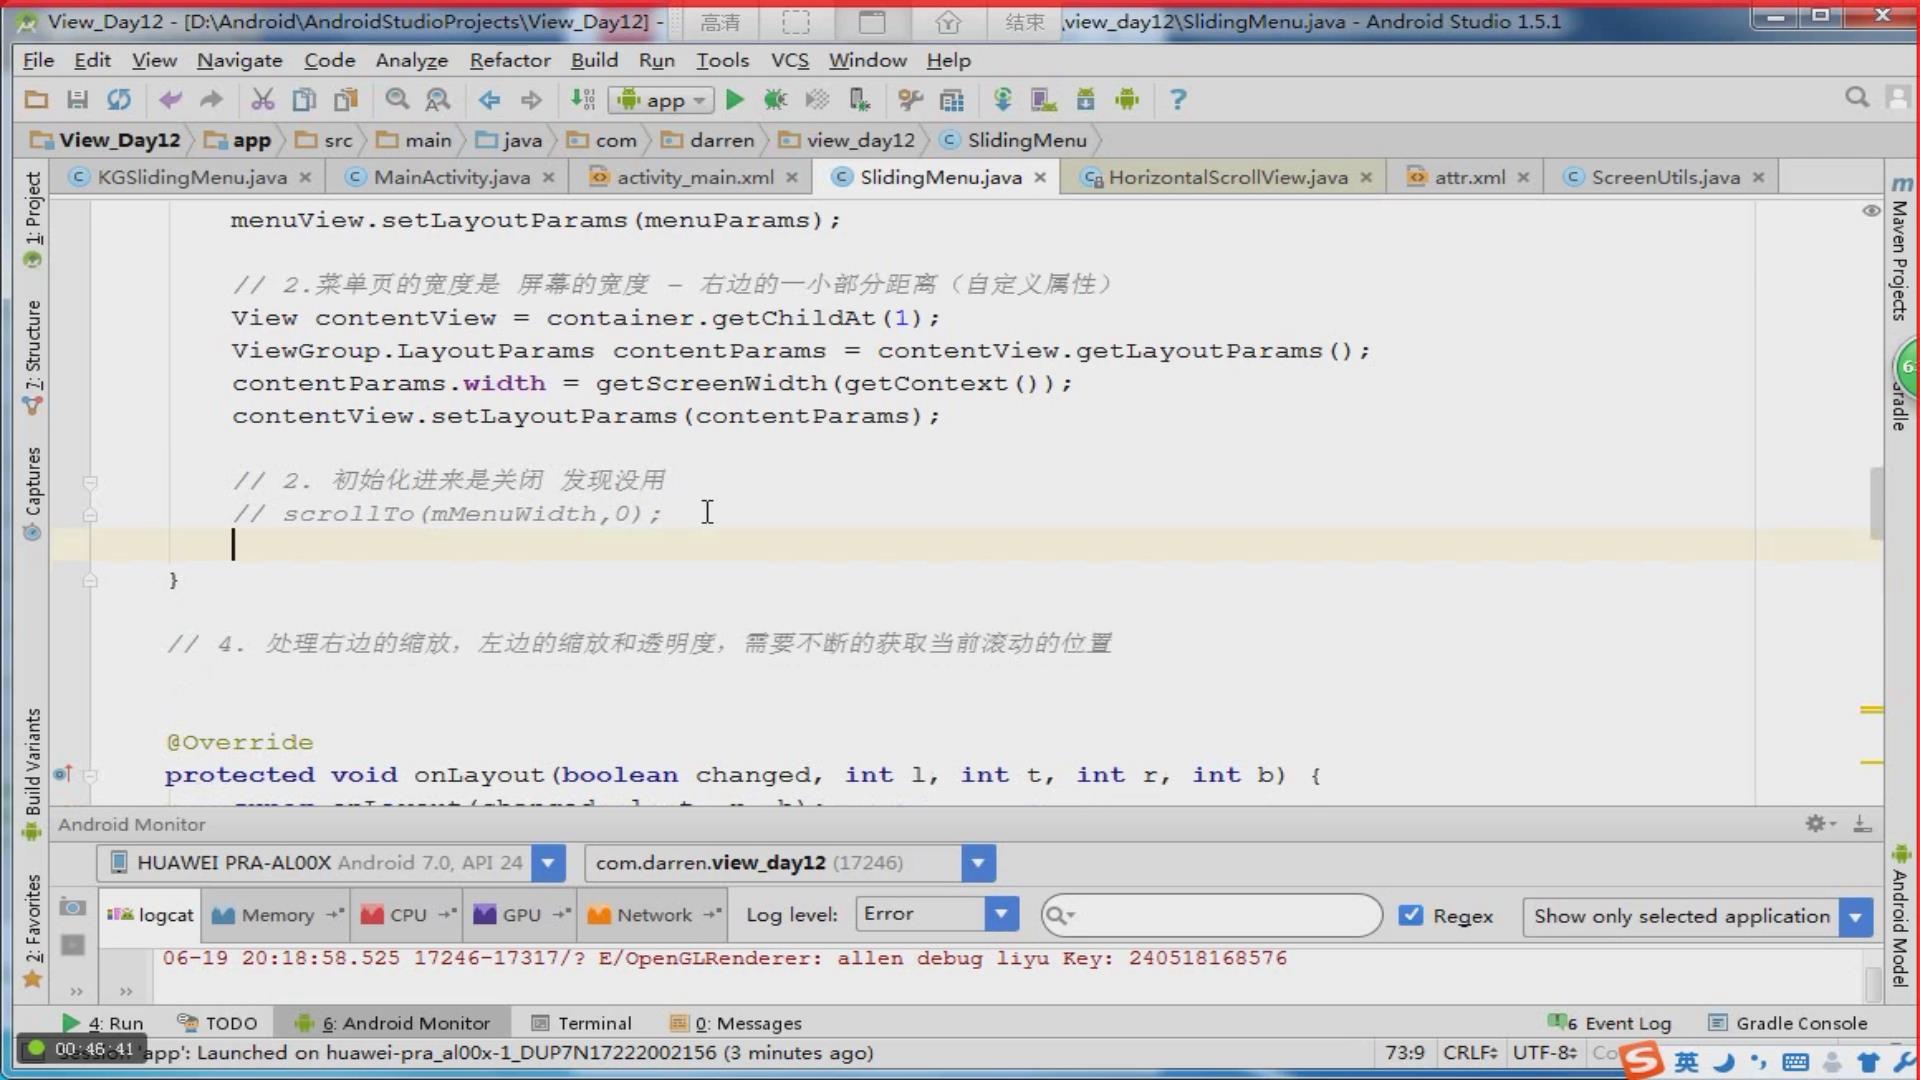 View_Day12 - [D:\Android\AndroidStudioProjects\View_Day12] - 高清 结束 .view_day12\SlidingMenu.java - Android Studio 1.5.1
File Edit View Navigate Code Analyze Refactor Build Run Tools VCS Window Help
app
View_Day12 app src main java com darren view_day12 SlidingMenu
KGSlidingMenu.java MainActivity.java activity_main.xml SlidingMenu.java HorizontalScrollView.java attr.xml ScreenUtils.java
1: Project
7: Structure
Captures
Build Variants
2: Favorites
menuView.setLayoutParams(menuParams);
// 2.菜单页的宽度是 屏幕的宽度 - 右边的一小部分距离（自定义属性）
View contentView = container.getChildAt(1);
ViewGroup.LayoutParams contentParams = contentView.getLayoutParams();
contentParams.width = getScreenWidth(getContext());
contentView.setLayoutParams(contentParams);
// 2. 初始化进来是关闭 发现没用
// scrollTo(mMenuWidth,0);
}
// 4. 处理右边的缩放，左边的缩放和透明度，需要不断的获取当前滚动的位置
@Override
protected void onLayout(boolean changed, int l, int t, int r, int b) {
Maven Projects
Android Model
Android Monitor
HUAWEI PRA-AL00X Android 7.0, API 24 com.darren.view_day12 (17246)
logcat Memory CPU GPU Network Log level: Error Regex Show only selected application
06-19 20:18:58.525 17246-17317/? E/OpenGLRenderer: allen debug liyu Key: 240518168576
4: Run TODO 6: Android Monitor Terminal 0: Messages 6 Event Log Gradle Console
00:46:41 'app': Launched on huawei-pra_al00x-1_DUP7N17222002156 (3 minutes ago) 73:9 CRLF UTF-8 英